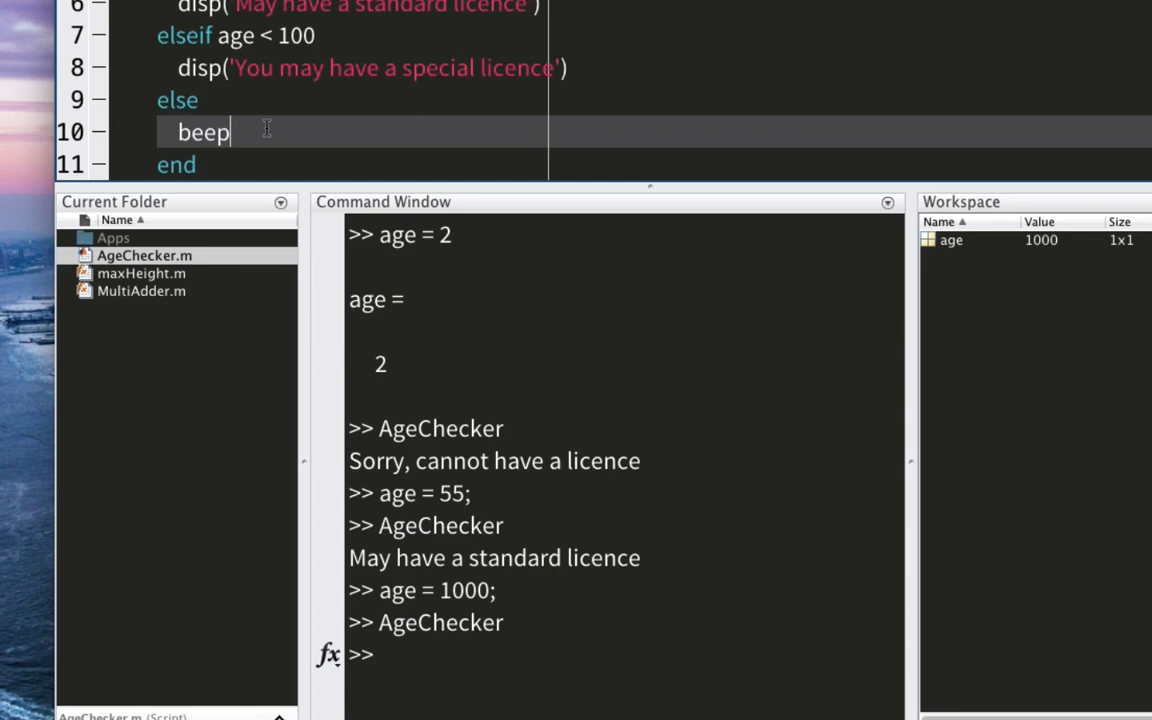 6 disp('May have a standard licence')
7 — elseif age < 100
8 — disp('You may have a special licence')
9 — else
10 — beep
11 — end
Current Folder
Name
Apps
AgeChecker.m
maxHeight.m
MultiAdder.m
AgeChecker.m (Script)
Command Window
>> age = 2
age =
2
>> AgeChecker
Sorry, cannot have a licence
>> age = 55;
>> AgeChecker
May have a standard licence
>> age = 1000;
>> AgeChecker
fx >>
Workspace
Name Value Size
age 1000 1x1